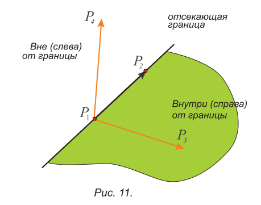 P4
отсекающая
граница
Вне (слева)
от границы
P2
Внутри (справа)
от границы
P1
P3
Рис. 11.